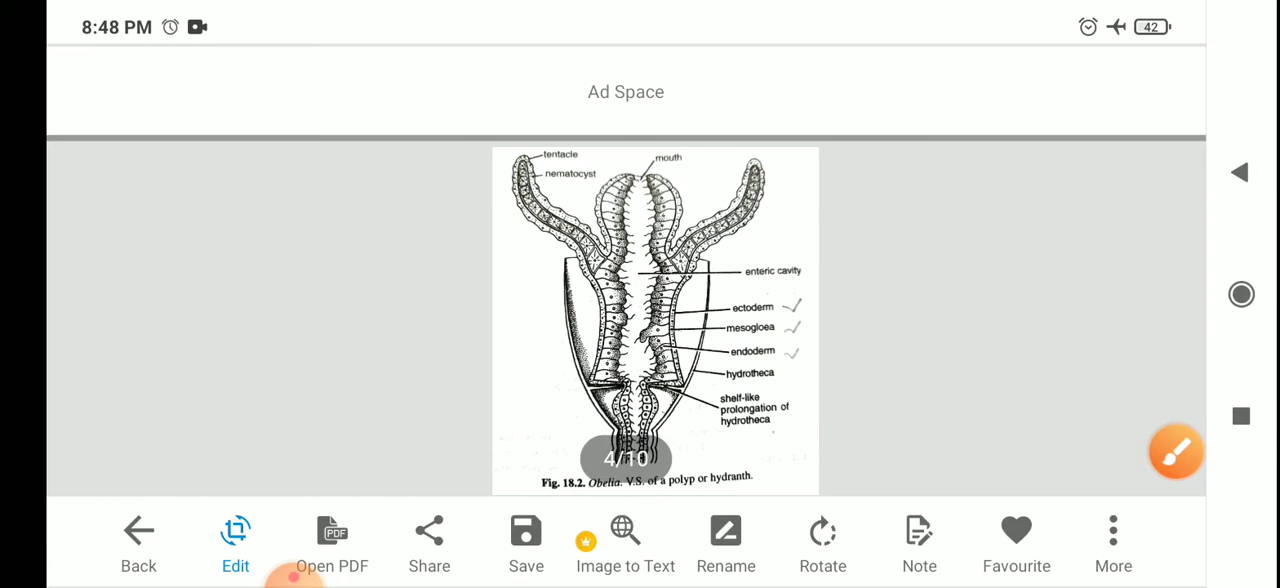 8:48 PM
42
Ad Space
tentacle
mouth
nematocyst
enteric cavity
ectoderm
mesogloea
endoderm
hydrotheca
shelf-like
prolongation of
hydrotheca
4/10
Fig. 18.2. Obelia. V.S. of a polyp or hydranth.
Back
Edit
Open PDF
Share
Save
Image to Text
Rename
Rotate
Note
Favourite
More
PDF